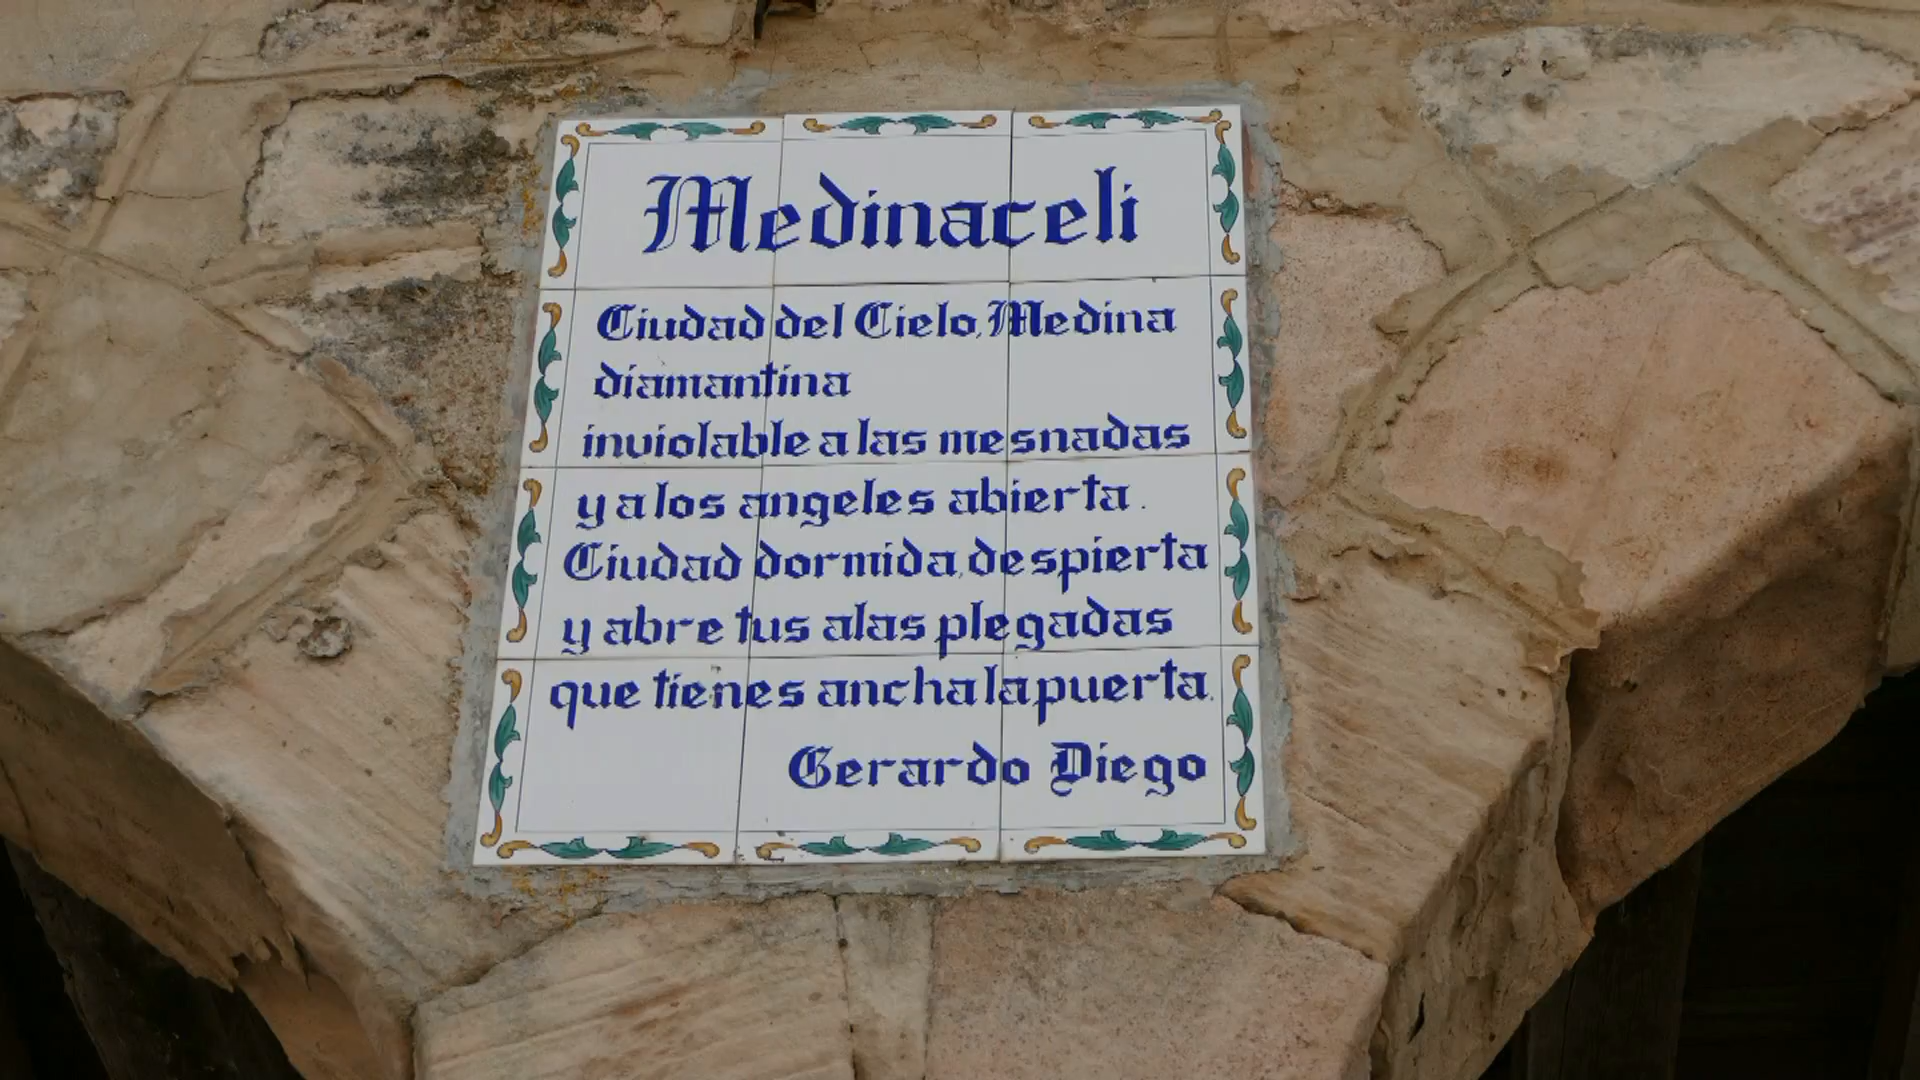 Medinaceli
Ciudad del Cielo, Medina
diamantina
inviolable a las mesnadas
y a los angeles abierta.
Ciudad dormida, despierta
y abre tus alas plegadas
que tienes ancha la puerta.
Gerardo Diego